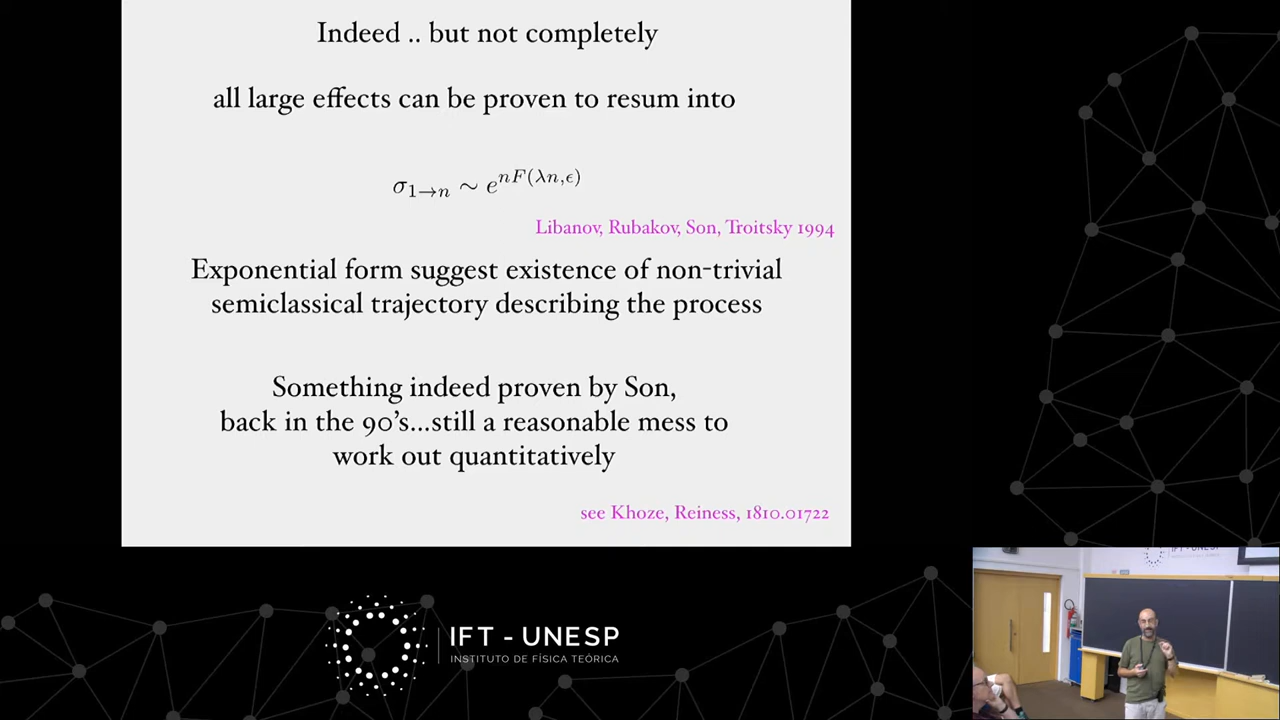 Indeed .. but not completely
all large effects can be proven to resum into
σ₁→ₙ ∼ e^{nF(λn,ϵ)}
Libanov, Rubakov, Son, Troitsky 1994
Exponential form suggest existence of non-trivial
semiclassical trajectory describing the process
Something indeed proven by Son,
back in the 90's...still a reasonable mess to
work out quantitatively
see Khoze, Reiness, 1810.01722
IFT - UNESP
INSTITUTO DE FÍSICA TEÓRICA
IFT - UNESP